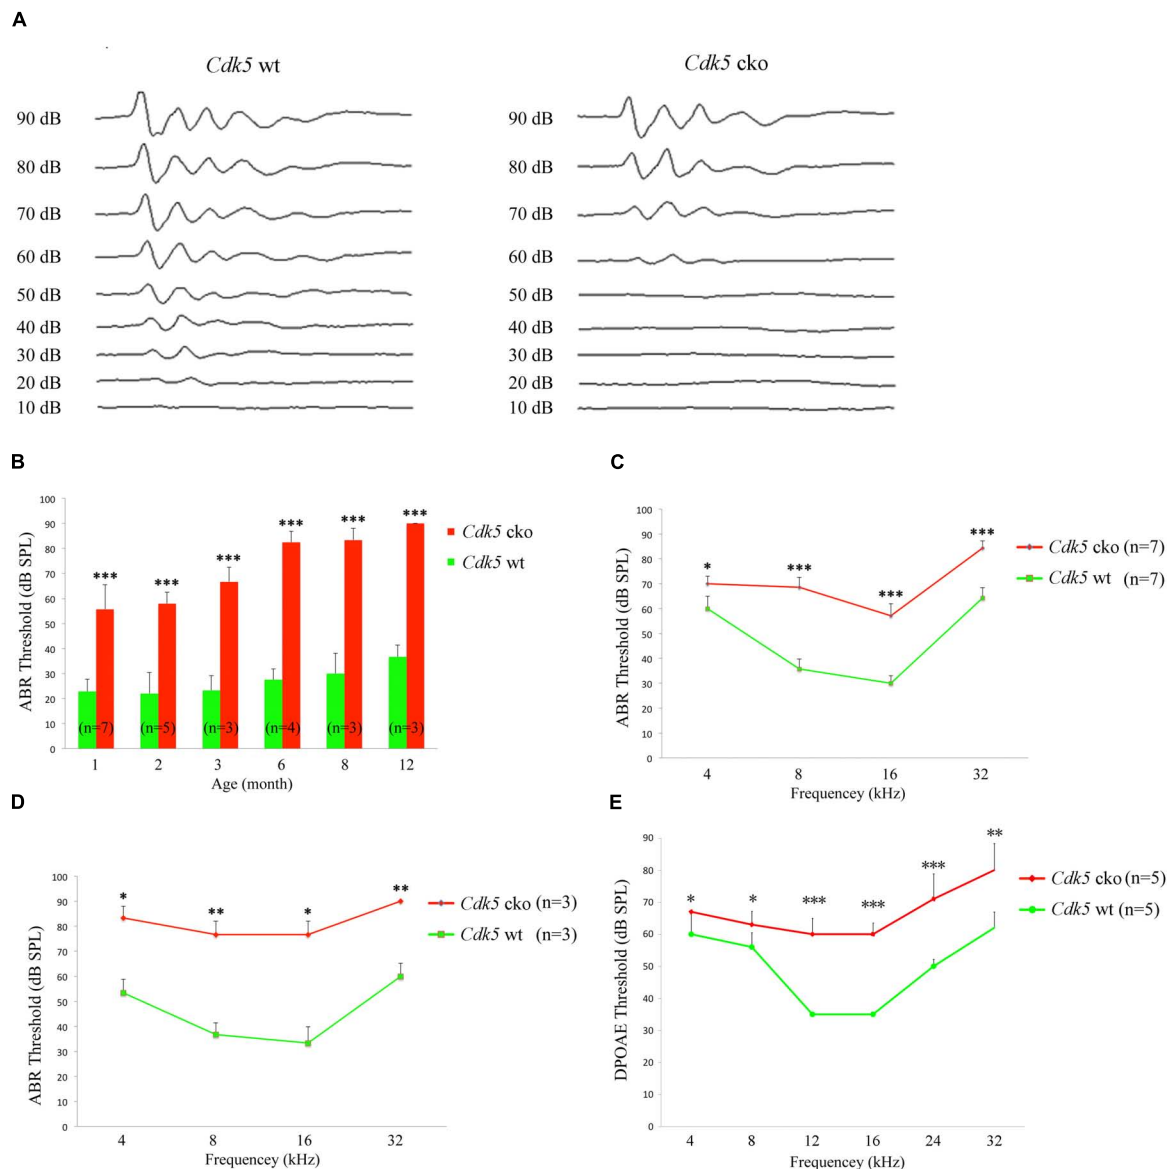 A
Cdk5 wt
Cdk5 cko
90 dB
80 dB
70 dB
60 dB
50 dB
40 dB
30 dB
20 dB
10 dB
90 dB
80 dB
70 dB
60 dB
50 dB
40 dB
30 dB
20 dB
10 dB
B
ABR Threshold (dB SPL)
100
90
80
70
60
50
40
30
20
10
0
***
***
***
***
***
***
(n=7)
(n=5)
(n=3)
(n=4)
(n=3)
(n=3)
1
2
3
6
8
12
Age (month)
Cdk5 cko
Cdk5 wt
C
ABR Threshold (dB SPL)
100
90
80
70
60
50
40
30
20
10
0
*
***
***
***
4
8
16
32
Frequencey (kHz)
Cdk5 cko (n=7)
Cdk5 wt (n=7)
D
ABR Threshold (dB SPL)
100
90
80
70
60
50
40
30
20
10
0
*
**
*
**
4
8
16
32
Frequencey (kHz)
Cdk5 cko (n=3)
Cdk5 wt (n=3)
E
DPOAE Threshold (dB SPL)
90
80
70
60
50
40
30
20
10
0
*
*
***
***
***
**
4
8
12
16
24
32
Frequencey (kHz)
Cdk5 cko (n=5)
Cdk5 wt (n=5)